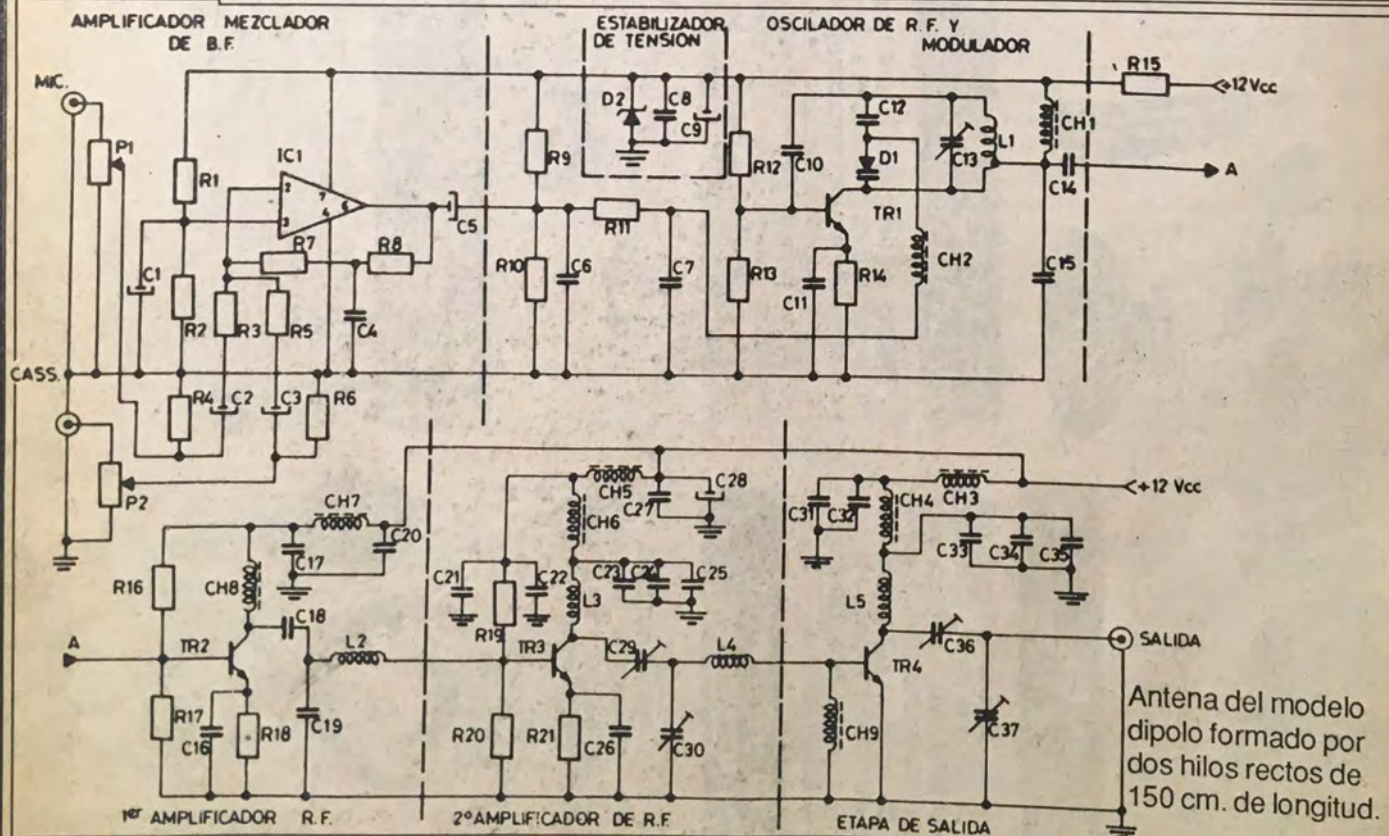 AMPLIFICADOR MEZCLADOR
DE B.F.
ESTABILIZADOR
DE TENSION
OSCILADOR DE R.F. Y
MODULADOR
MIC.
P1
R1
IC1
2
3
7
4
6
R7
R8
C5
C1
R2
R3
R5
C4
CASS.
R4
C2
C3
R6
P2
R9
R10
C6
R11
C7
D2
C8
C9
R12
R13
C10
C12
D1
C13
L1
TR1
C11
R14
CH2
CH1
C14
C15
R15
+12Vcc
A
CH7
C17
C20
R16
CH8
C18
A
TR2
L2
R17
C16
R18
C19
CH5
CH6
C27
C28
C21
C22
R19
C23
C24
C25
L3
TR3
C29
L4
R20
R21
C26
C30
C31
C32
CH4
CH3
+12 Vcc
C33
C34
C35
L5
TR4
C36
SALIDA
CH9
C37
1er AMPLIFICADOR R.F.
2º AMPLIFICADOR DE R.F.
ETAPA DE SALIDA
Antena del modelo
dipolo formado por
dos hilos rectos de
150 cm. de longitud.